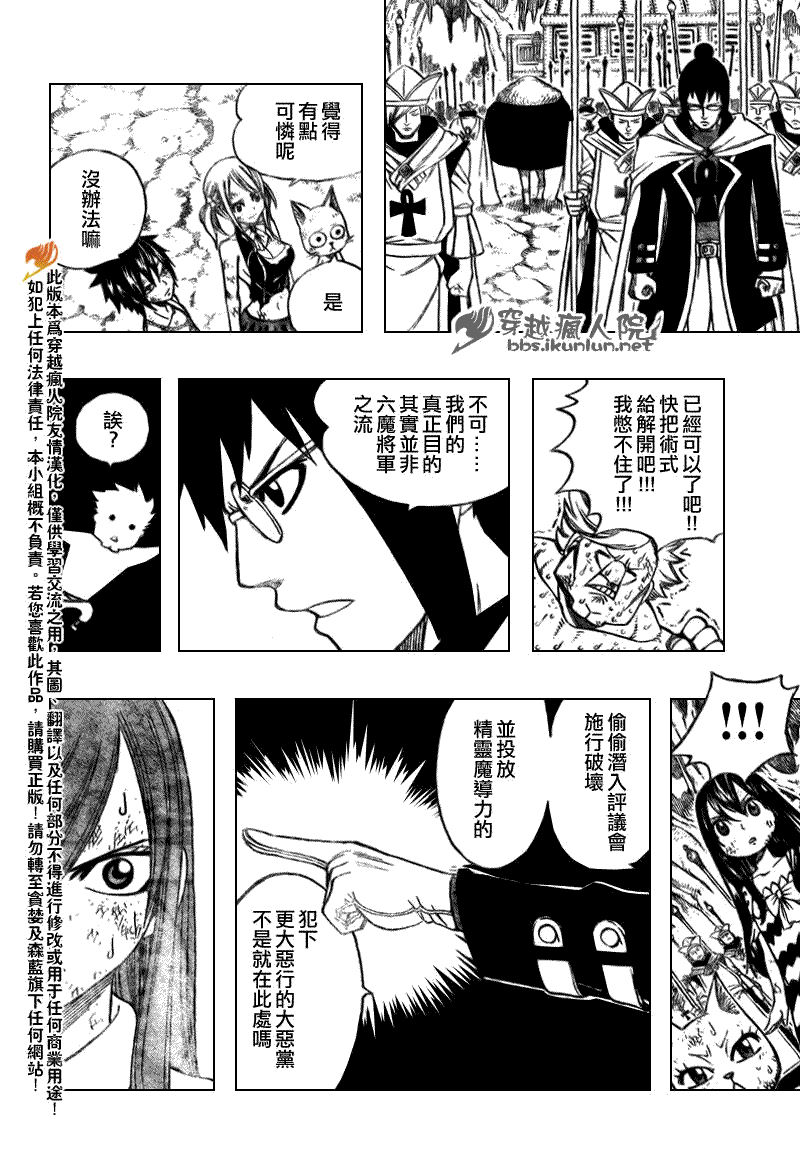 覺得
有點
可憐呢
是
沒辦法嘛
穿越瘋人院
bbs.ikunlun.net
已經可以了吧!!
快把術式
給解開吧!!!
我憋不住了!!!
不可……
我們的
真正目的
其實並非
六魔將軍
之流
誒?
!!!
偷偷潛入評議會
施行破壞
並投放
精靈魔導力的
犯下
更大惡行的大惡黨
不是就在此處嗎
此版本爲穿越瘋人院友情漢化，僅供學習交流之用。其圖、翻譯以及任何部分不得進行修改或用于任何商業用途！
如犯上任何法律責任，本小組概不負責。若您喜歡此作品，請購買正版！請勿轉至貪婪及森藍旗下任何網站！